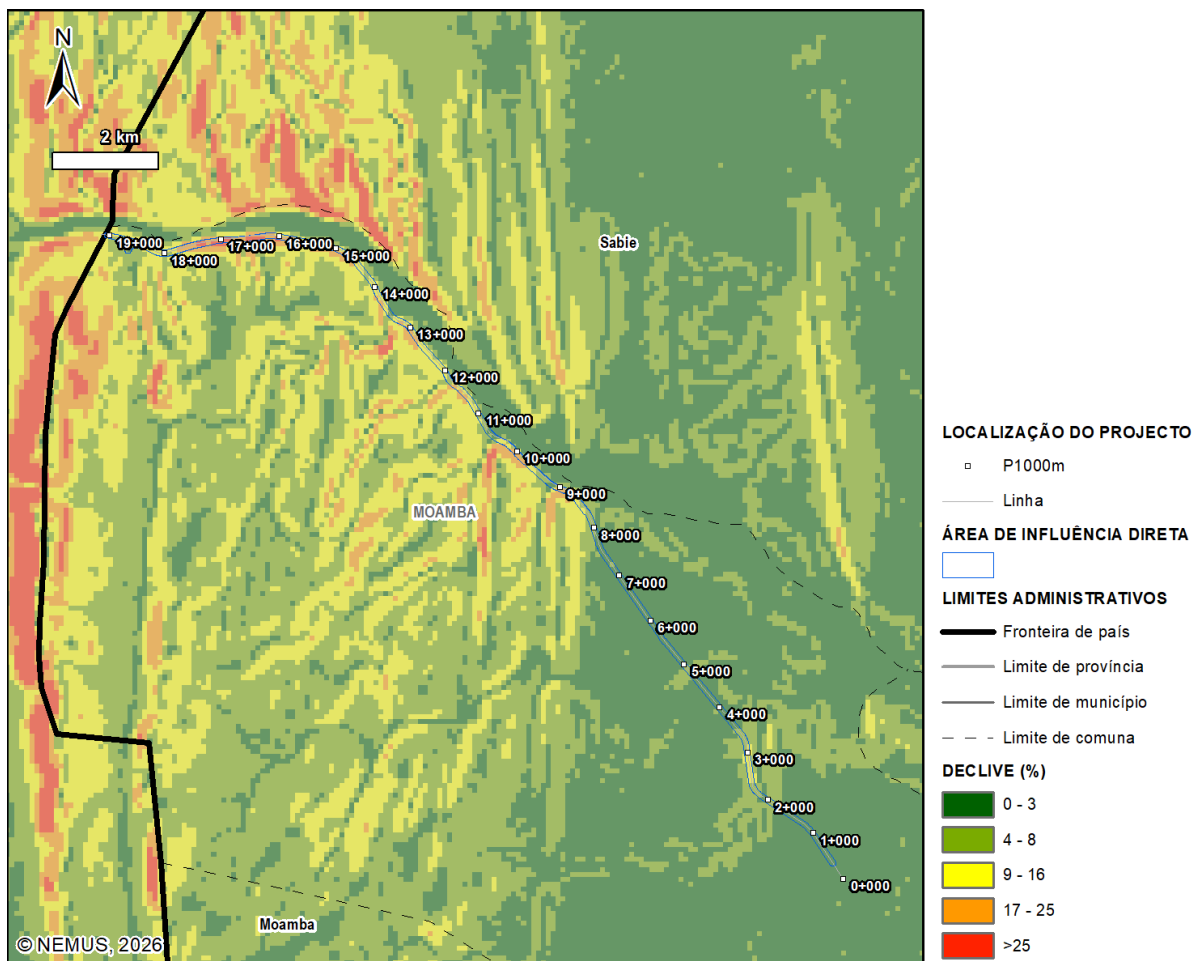 N
2 km
Sabie
19+000
18+000
17+000
16+000
15+000
14+000
13+000
12+000
11+000
10+000
9+000
MOAMBA
8+000
7+000
6+000
5+000
4+000
3+000
2+000
1+000
0+000
Moamba
© NEMUS, 2026
LOCALIZAÇÃO DO PROJECTO
P1000m
Linha
ÁREA DE INFLUÊNCIA DIRETA
LIMITES ADMINISTRATIVOS
Fronteira de país
Limite de província
Limite de município
Limite de comuna
DECLIVE (%)
0 - 3
4 - 8
9 - 16
17 - 25
>25